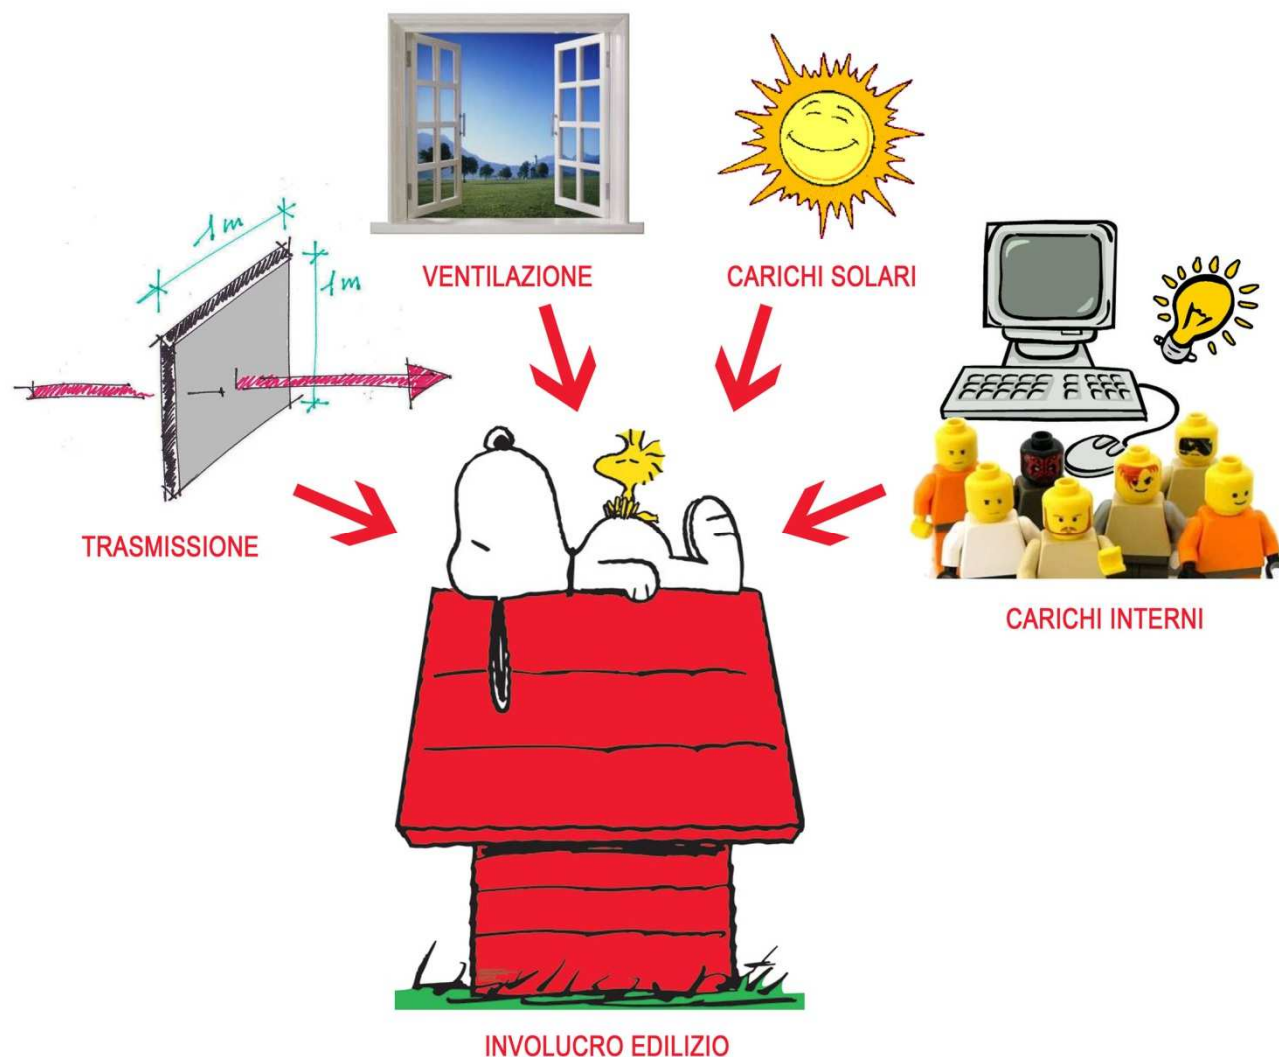 1m
1m
VENTILAZIONE
CARICHI SOLARI
TRASMISSIONE
CARICHI INTERNI
INVOLUCRO EDILIZIO